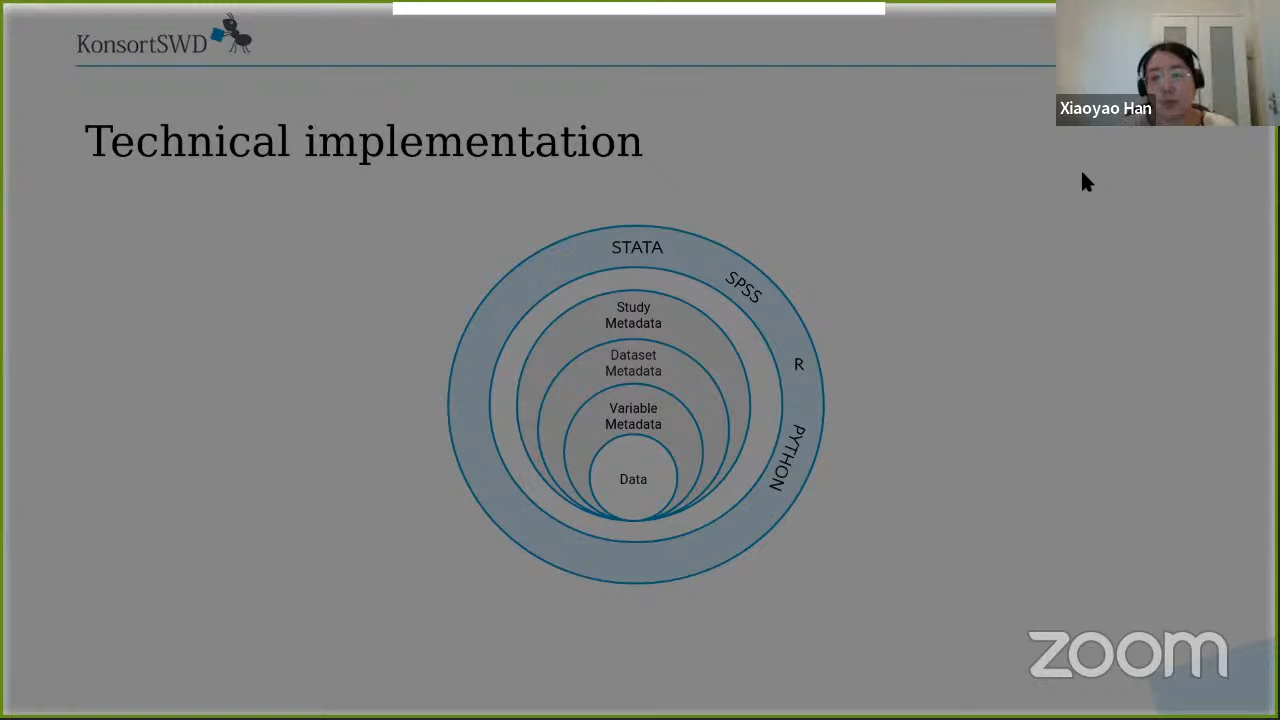 KonsortSWD
Xiaoyao Han
Technical implementation
STATA
SPSS
R
PYTHON
Study
Metadata
Dataset
Metadata
Variable
Metadata
Data
zoom